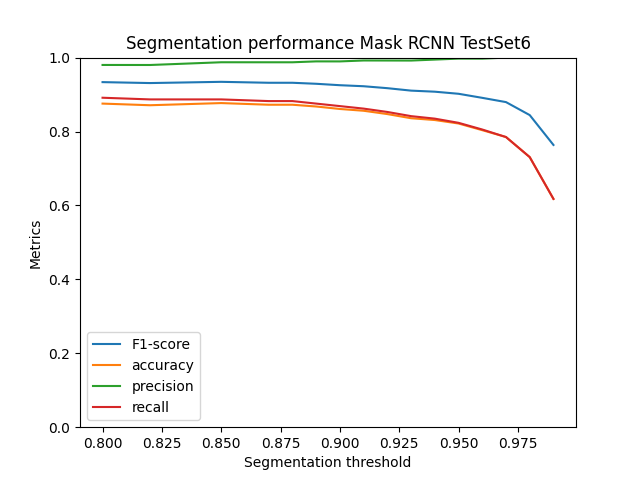 Segmentation performance Mask RCNN TestSet6
1.0
0.8
0.6
0.4
0.2
0.0
Metrics
F1-score
accuracy
precision
recall
0.800 0.825 0.850 0.875 0.900 0.925 0.950 0.975
Segmentation threshold